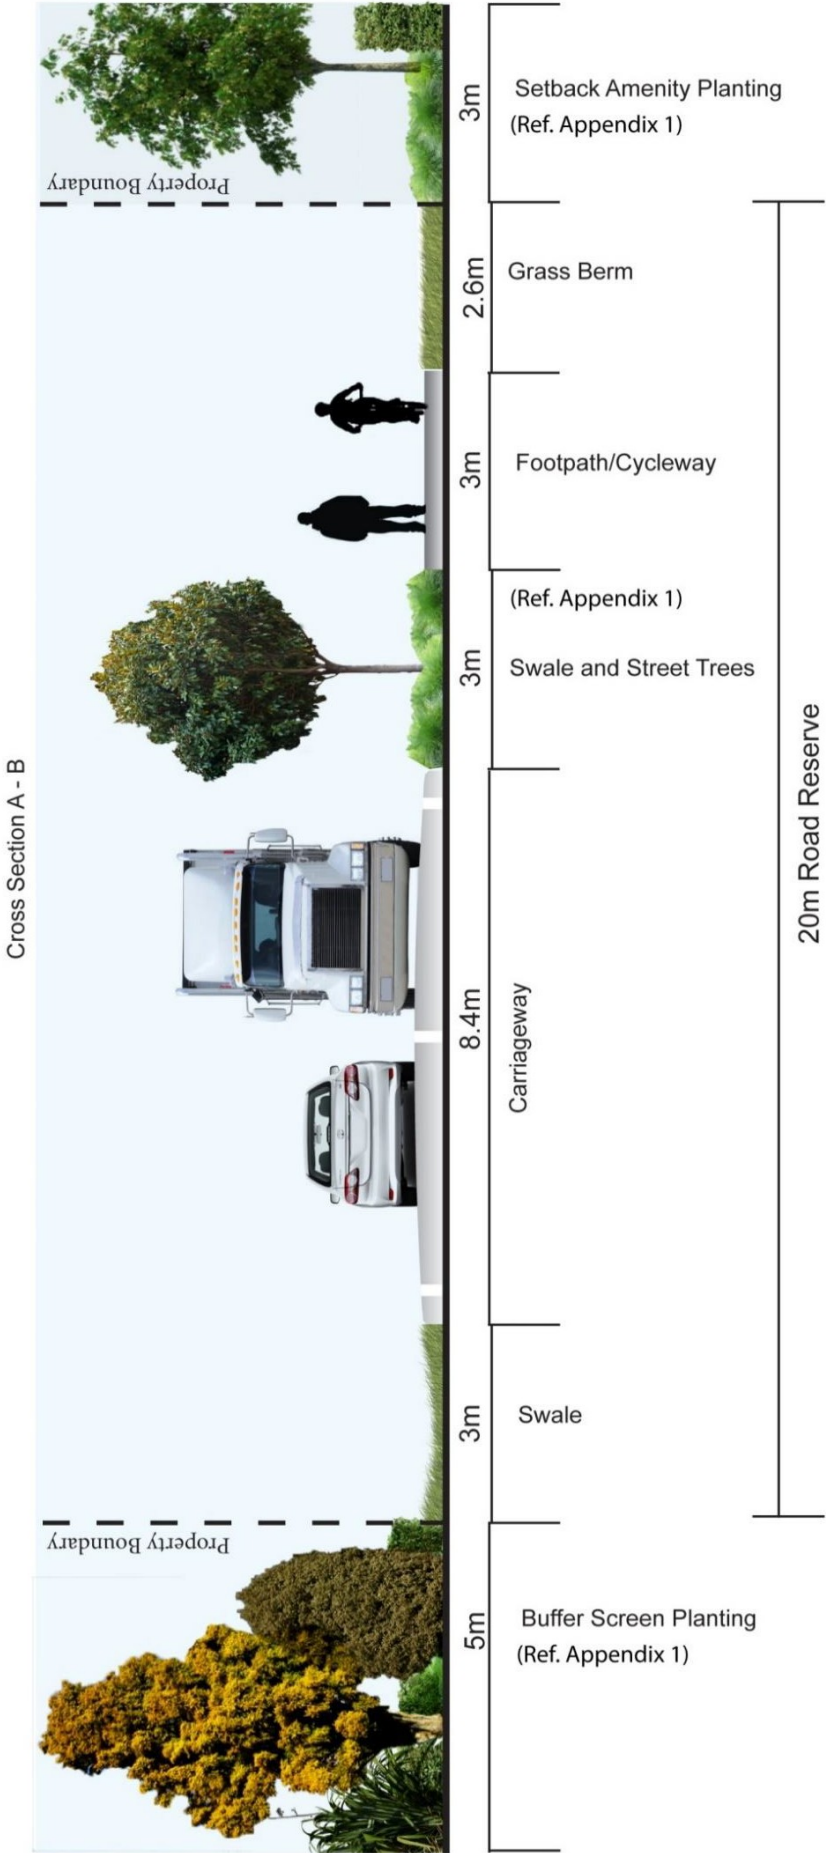 Cross Section A - B
Property Boundary
Property Boundary
3m
Setback Amenity Planting
(Ref. Appendix 1)
2.6m
Grass Berm
3m
Footpath/Cycleway
3m
(Ref. Appendix 1)
Swale and Street Trees
8.4m
Carriageway
3m
Swale
5m
Buffer Screen Planting
(Ref. Appendix 1)
20m Road Reserve